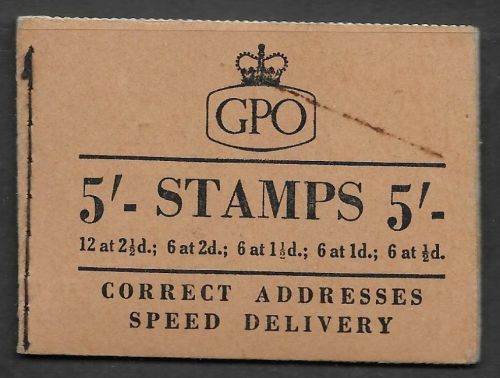 GPO
5'- STAMPS 5'-
12 at 2½d.; 6 at 2d.; 6 at 1½d.; 6 at 1d.; 6 at ½d.
CORRECT ADDRESSES
SPEED DELIVERY